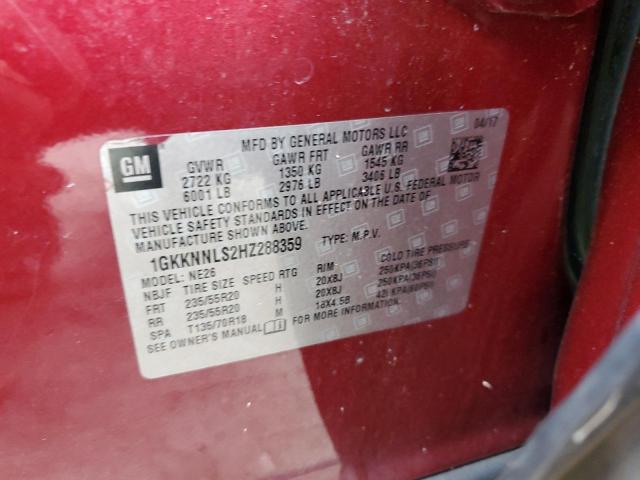 GM
MFD BY GENERAL MOTORS LLC 04/17
GVWR GAWR FRT GAWR RR
2722 KG 1350 KG 1545 KG
6001 LB 2976 LB 3406 LB
THIS VEHICLE CONFORMS TO ALL APPLICABLE U.S. FEDERAL MOTOR
VEHICLE SAFETY STANDARDS IN EFFECT ON THE DATE OF
MANUFACTURE SHOWN ABOVE.
1GKKNNLS2HZ288359 TYPE: M.P.V.
MODEL: NE26
NBJF TIRE SIZE SPEED RTG RIM COLD TIRE PRESSURE
FRT 235/55R20 H 20X8J 250KPA(36PSI)
RR 235/55R20 H 20X8J 250KPA(36PSI)
SPA T135/70R18 M 18X4.5B 420KPA(60PSI)
SEE OWNER'S MANUAL FOR MORE INFORMATION.